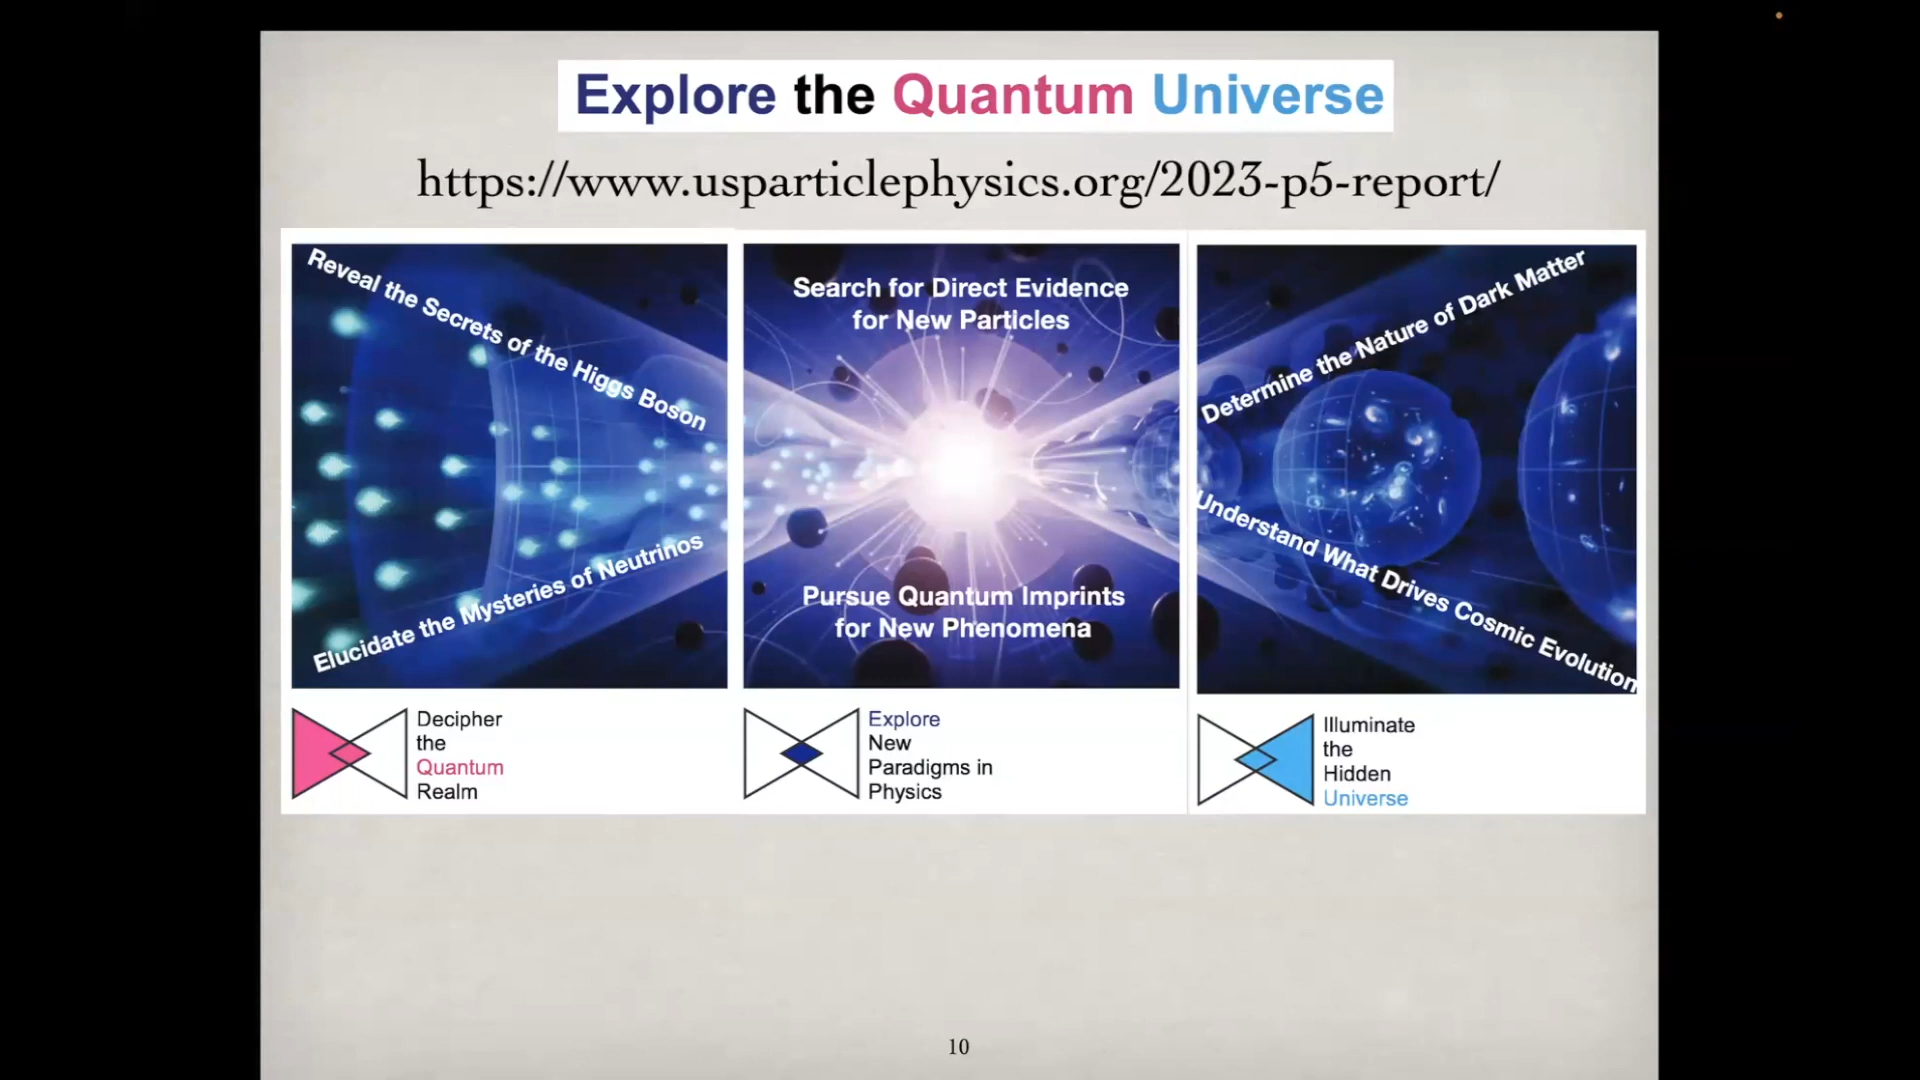 Explore the Quantum Universe
https://www.usparticlephysics.org/2023-p5-report/
Reveal the Secrets of the Higgs Boson
Elucidate the Mysteries of Neutrinos
Search for Direct Evidence
for New Particles
Pursue Quantum Imprints
for New Phenomena
Determine the Nature of Dark Matter
Understand What Drives Cosmic Evolution
Decipher
the
Quantum
Realm
Explore
New
Paradigms in
Physics
Illuminate
the
Hidden
Universe
10